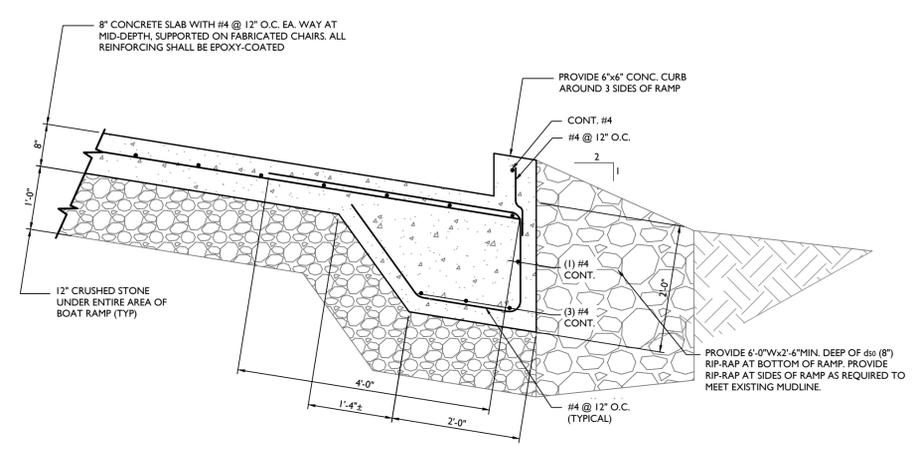 8" CONCRETE SLAB WITH #4 @ 12" O.C. EA. WAY AT
MID-DEPTH, SUPPORTED ON FABRICATED CHAIRS. ALL
REINFORCING SHALL BE EPOXY-COATED
PROVIDE 6"x6" CONC. CURB
AROUND 3 SIDES OF RAMP
CONT. #4
#4 @ 12" O.C.
2
1
8"
1'-0"
(1) #4
CONT.
2'-0"
12" CRUSHED STONE
UNDER ENTIRE AREA OF
BOAT RAMP (TYP)
(3) #4
CONT.
PROVIDE 6'-0"Wx2'-6"MIN. DEEP OF d50 (8")
RIP-RAP AT BOTTOM OF RAMP. PROVIDE
RIP-RAP AT SIDES OF RAMP AS REQUIRED TO
MEET EXISTING MUDLINE.
4'-0"
1'-4"±
2'-0"
#4 @ 12" O.C.
(TYPICAL)